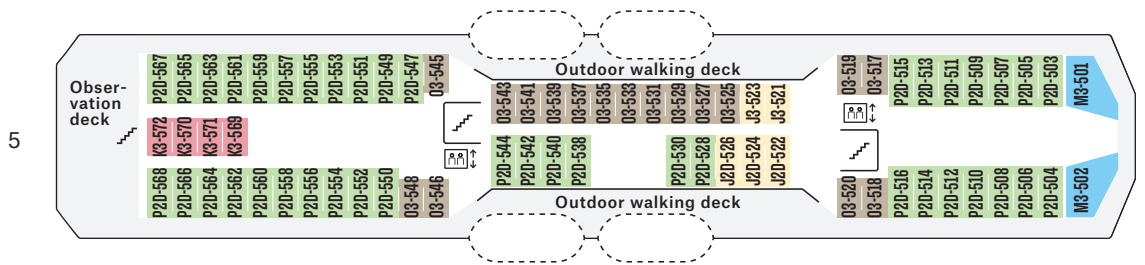 5
Obser-
vation
deck
P2D-567
P2D-565
P2D-563
P2D-561
P2D-559
P2D-557
P2D-555
P2D-553
P2D-551
P2D-549
P2D-547
O3-545
K3-572
K3-570
K3-571
K3-569
P2D-568
P2D-566
P2D-564
P2D-562
P2D-560
P2D-558
P2D-556
P2D-554
P2D-552
P2D-550
O3-548
O3-546
Outdoor walking deck
O3-543
O3-541
O3-539
O3-537
O3-535
O3-533
O3-531
O3-529
O3-527
O3-525
J3-523
J3-521
P2D-544
P2D-542
P2D-540
P2D-538
P2D-530
P2D-528
J2D-526
J2D-524
J2D-522
Outdoor walking deck
O3-519
O3-517
P2D-515
P2D-513
P2D-511
P2D-509
P2D-507
P2D-505
P2D-503
M3-501
O3-520
O3-518
P2D-516
P2D-514
P2D-512
P2D-510
P2D-508
P2D-506
P2D-504
M3-502